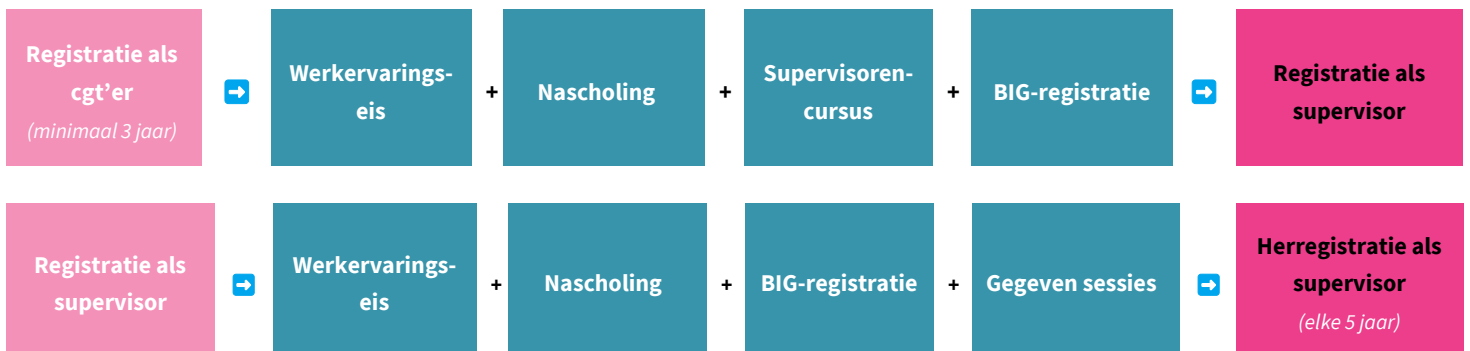 Registratie als
cgt’er
(minimaal 3 jaar)
Werkervarings-
eis
+
Nascholing
+
Supervisoren-
cursus
+
BIG-registratie
Registratie als
supervisor
Registratie als
supervisor
Werkervarings-
eis
+
Nascholing
+
BIG-registratie
+
Gegeven sessies
Herregistratie als
supervisor
(elke 5 jaar)